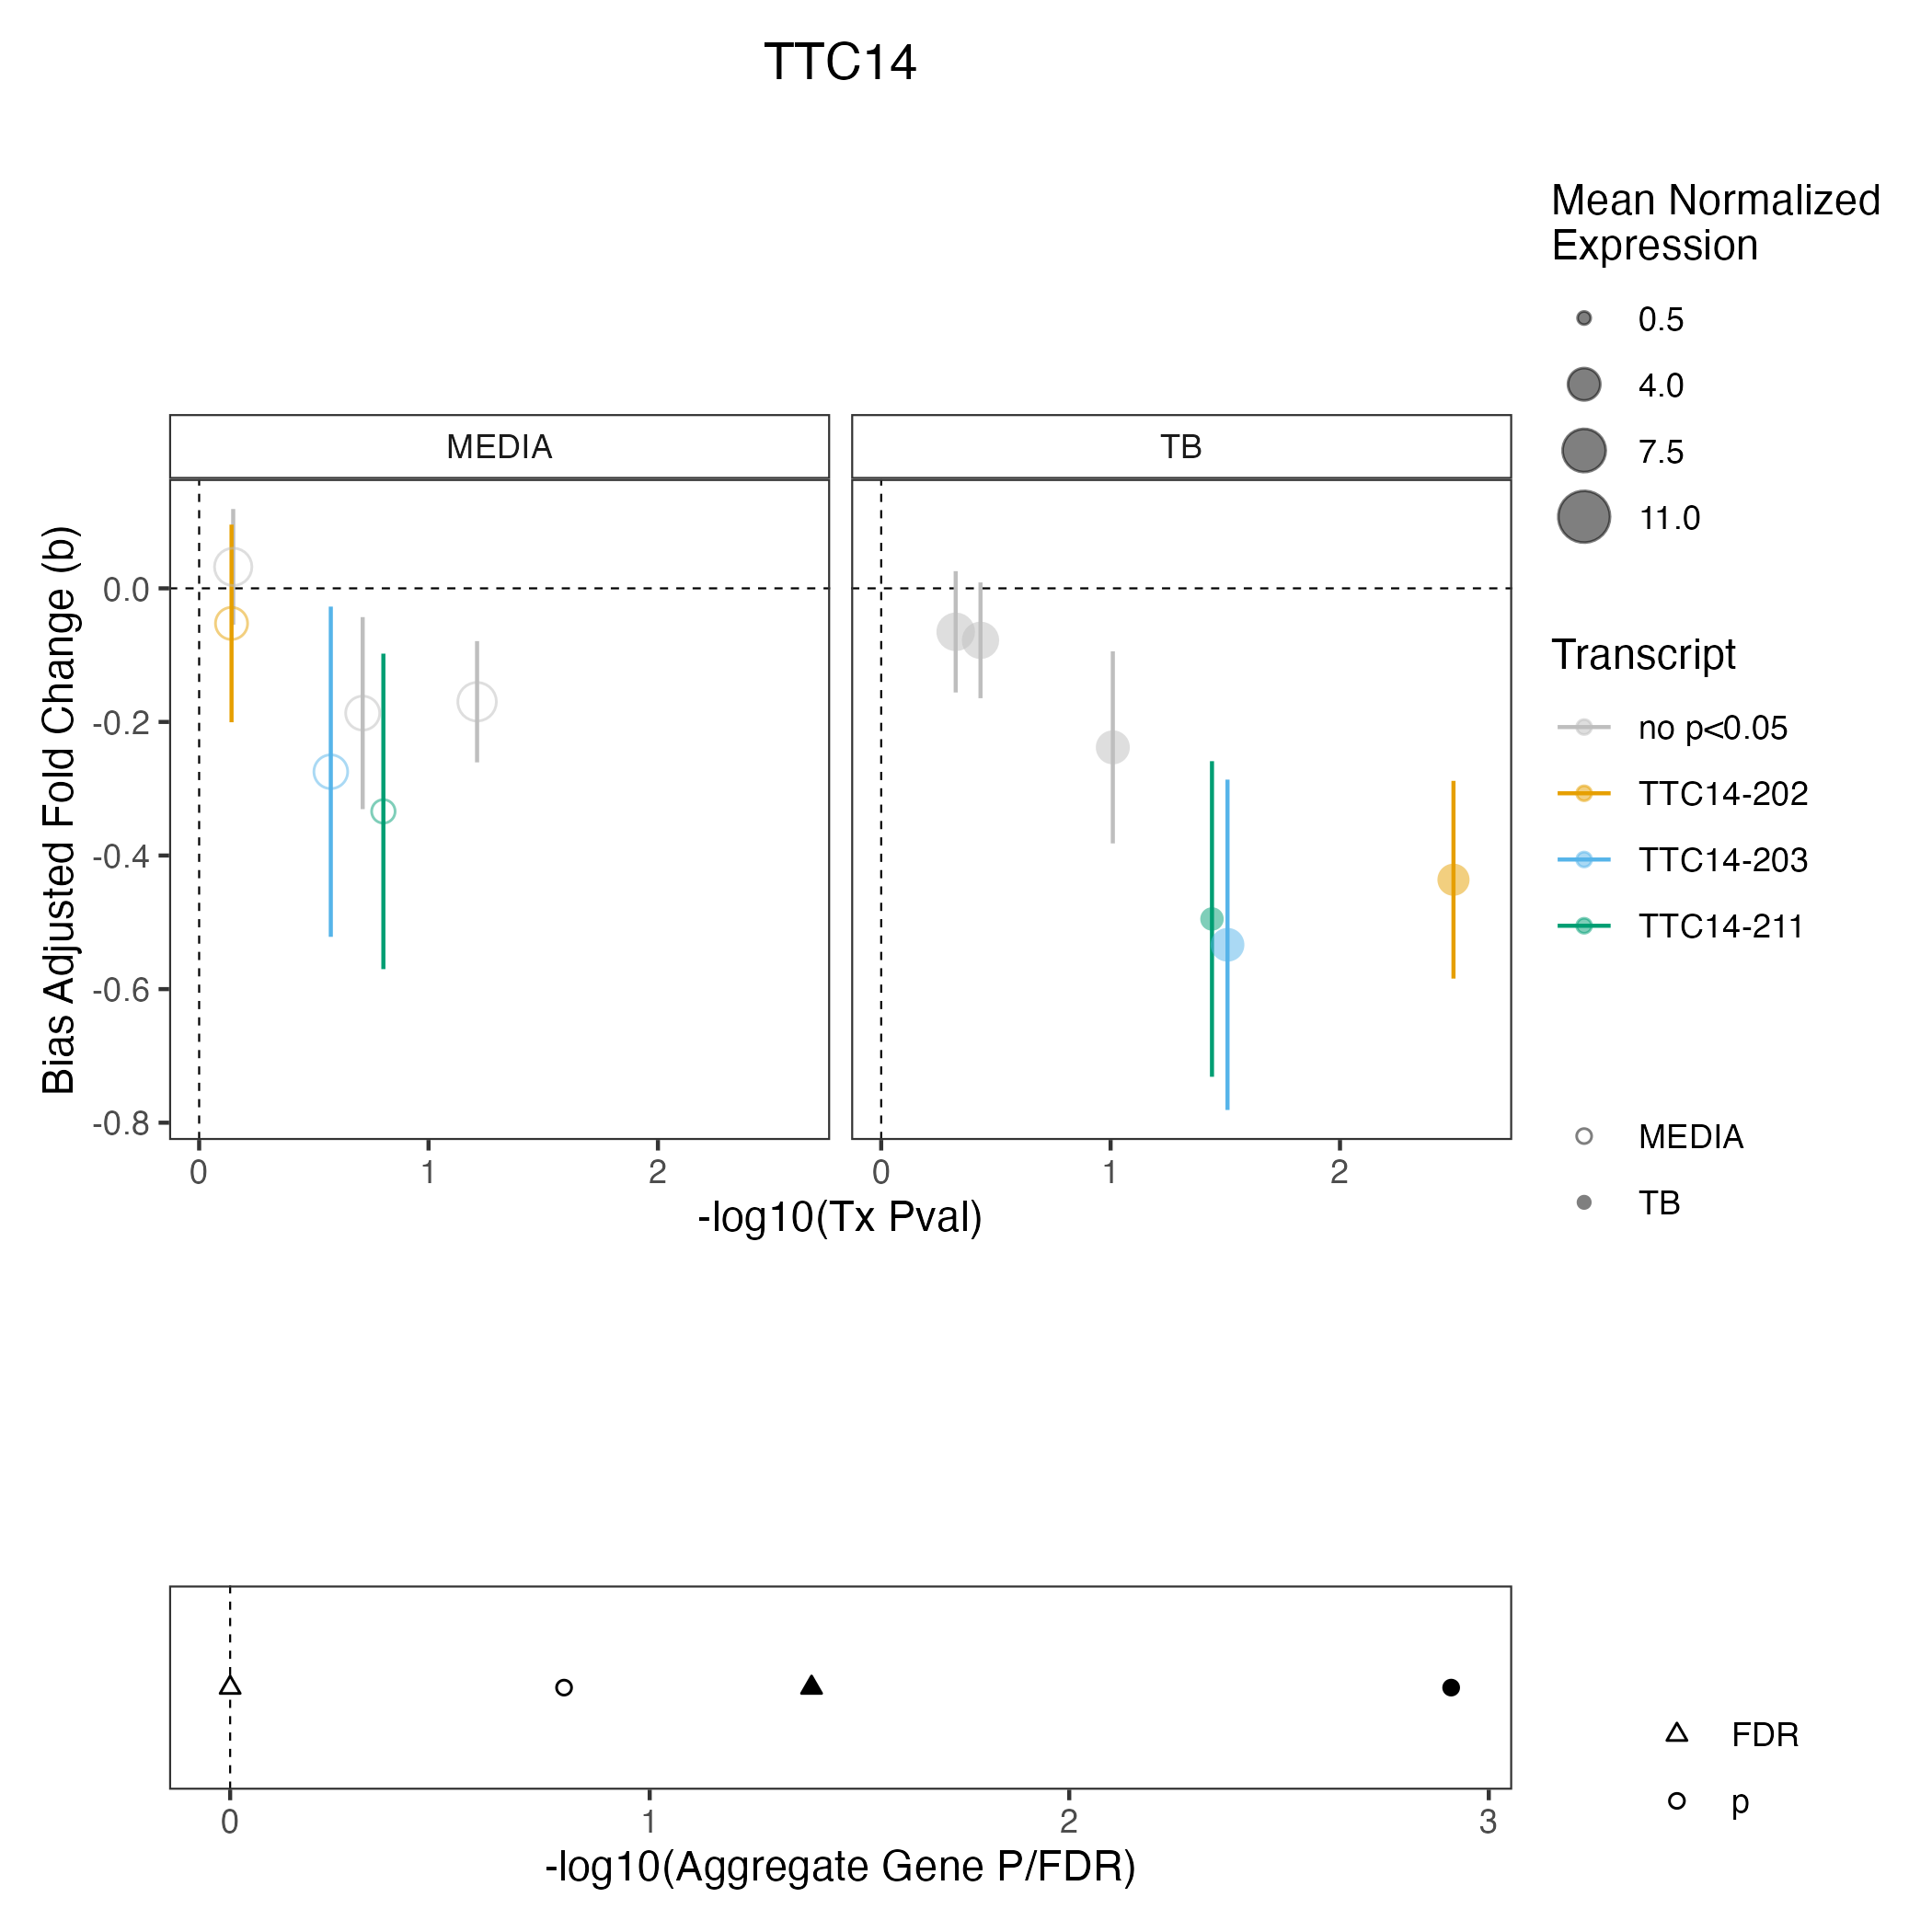 TTC14
MEDIA
TB
Bias Adjusted Fold Change (b)
0.0
-0.2
-0.4
-0.6
-0.8
0
1
2
0
1
2
-log10(Tx Pval)
Mean Normalized
Expression
0.5
4.0
7.5
11.0
Transcript
no p<0.05
TTC14-202
TTC14-203
TTC14-211
MEDIA
TB
0
1
2
3
-log10(Aggregate Gene P/FDR)
FDR
p